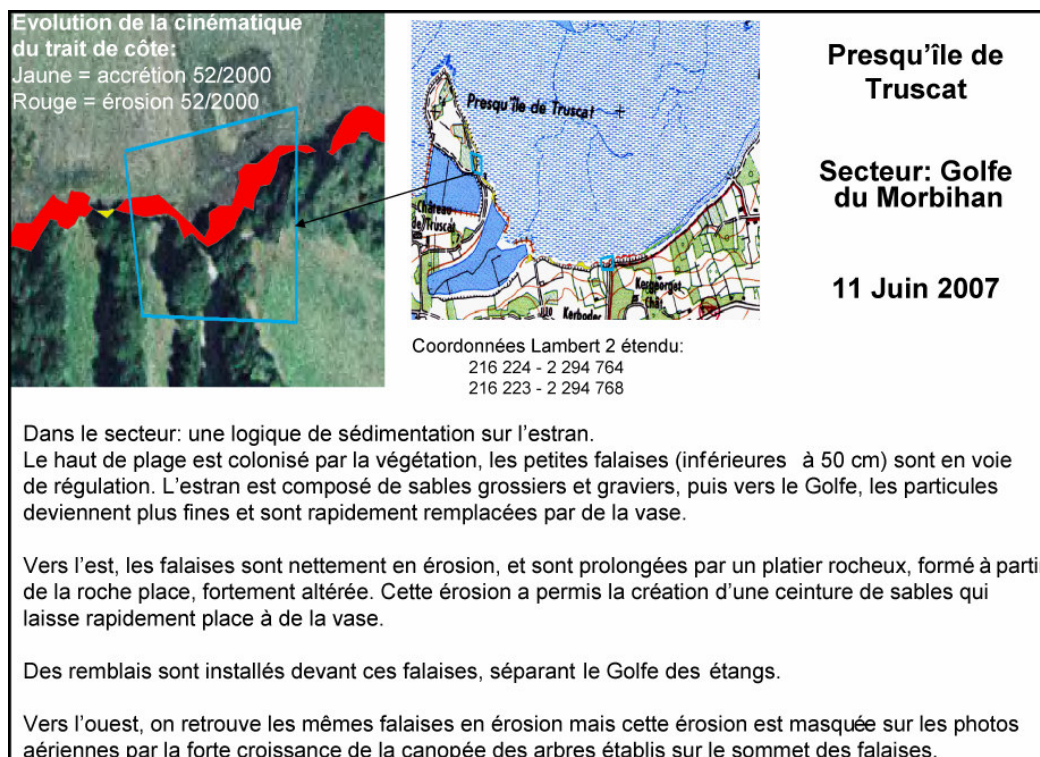 Evolution de la cinématique
du trait de côte:
Jaune = accrétion 52/2000
Rouge = érosion 52/2000
Presqu'île de Truscat
Château
de Truscat
Kergeorget
Chât.
Kerboder
Coordonnées Lambert 2 étendu:
216 224 - 2 294 764
216 223 - 2 294 768
Presqu'île de
Truscat
Secteur: Golfe
du Morbihan
11 Juin 2007
Dans le secteur: une logique de sédimentation sur l'estran.
Le haut de plage est colonisé par la végétation, les petites falaises (inférieures à 50 cm) sont en voie
de régulation. L'estran est composé de sables grossiers et graviers, puis vers le Golfe, les particules
deviennent plus fines et sont rapidement remplacées par de la vase.
Vers l'est, les falaises sont nettement en érosion, et sont prolongées par un platier rocheux, formé à parti
de la roche place, fortement altérée. Cette érosion a permis la création d'une ceinture de sables qui
laisse rapidement place à de la vase.
Des remblais sont installés devant ces falaises, séparant le Golfe des étangs.
Vers l'ouest, on retrouve les mêmes falaises en érosion mais cette érosion est masquée sur les photos
aériennes par la forte croissance de la canopée des arbres établis sur le sommet des falaises.